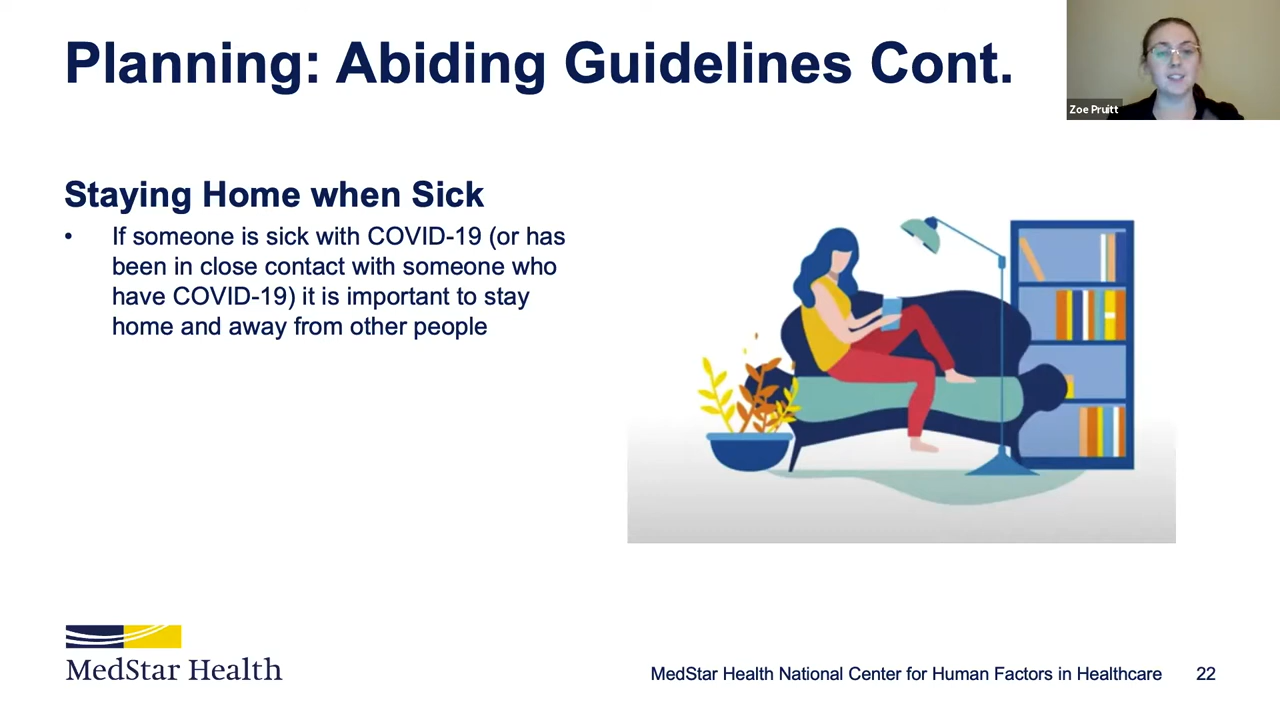 Planning: Abiding Guidelines Cont.
Zoe Pruitt
Staying Home when Sick
• If someone is sick with COVID-19 (or has
been in close contact with someone who
have COVID-19) it is important to stay
home and away from other people
MedStar Health
MedStar Health National Center for Human Factors in Healthcare 22